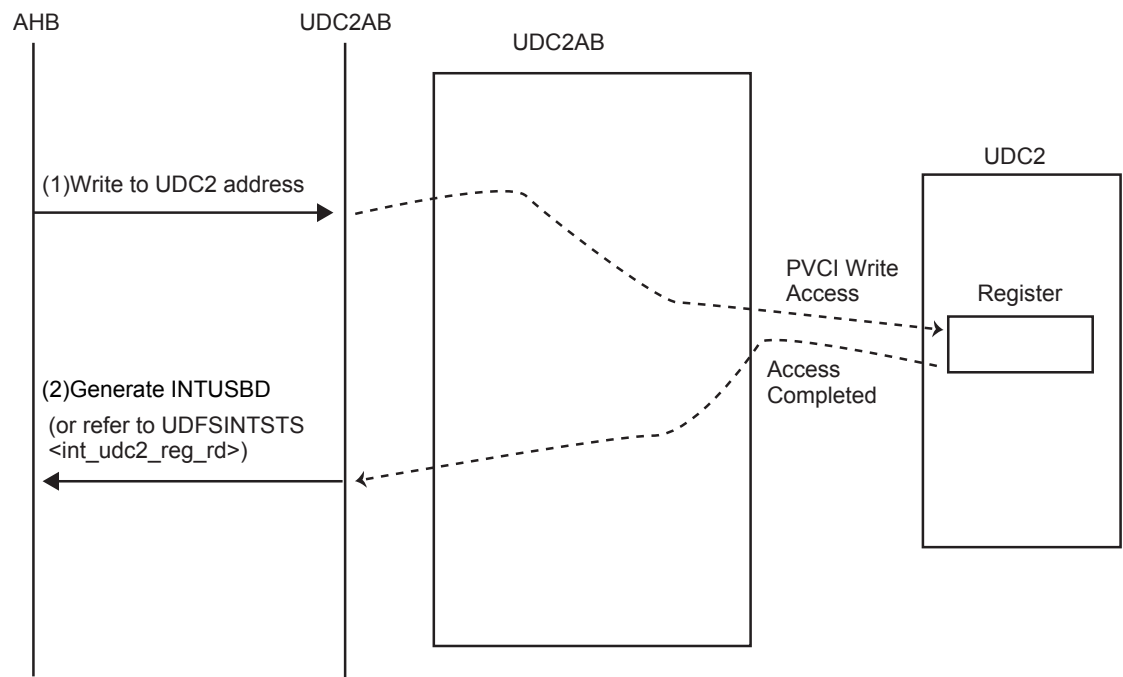 AHB
UDC2AB
UDC2AB
UDC2
(1)Write to UDC2 address
PVCI Write
Access
Register
Access
Completed
(2)Generate INTUSBD
(or refer to UDFSINTSTS
<int_udc2_reg_rd>)